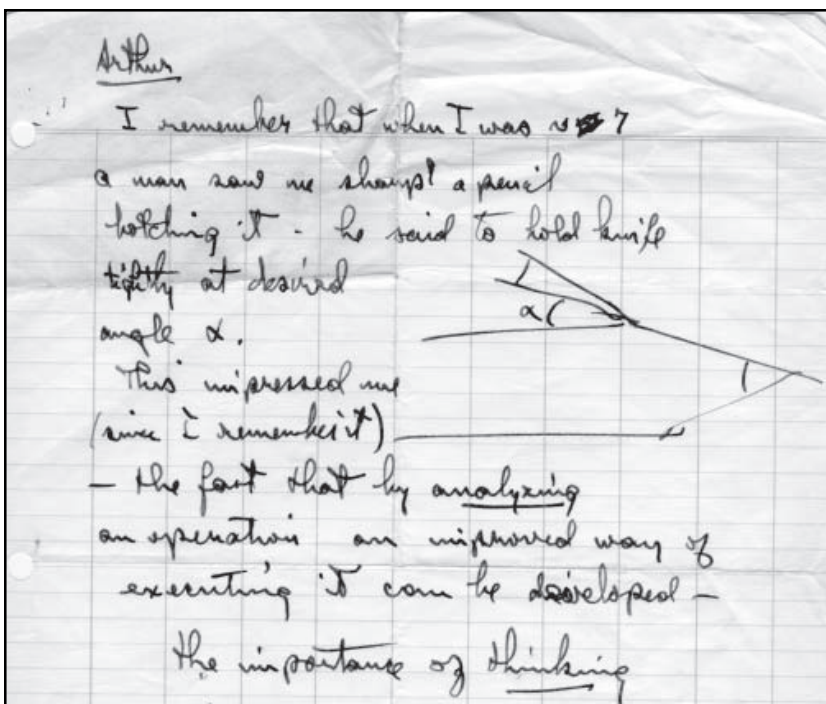 Arthur
I remember that when I was ~ 7
a man saw me sharp' a pencil
hotching it - he said to hold knife
tightly at desired
angle α.
α
This impressed me
(since I remember it)
- the fact that by analyzing
an operation an improved way of
executing it can be developed -
the importance of thinking